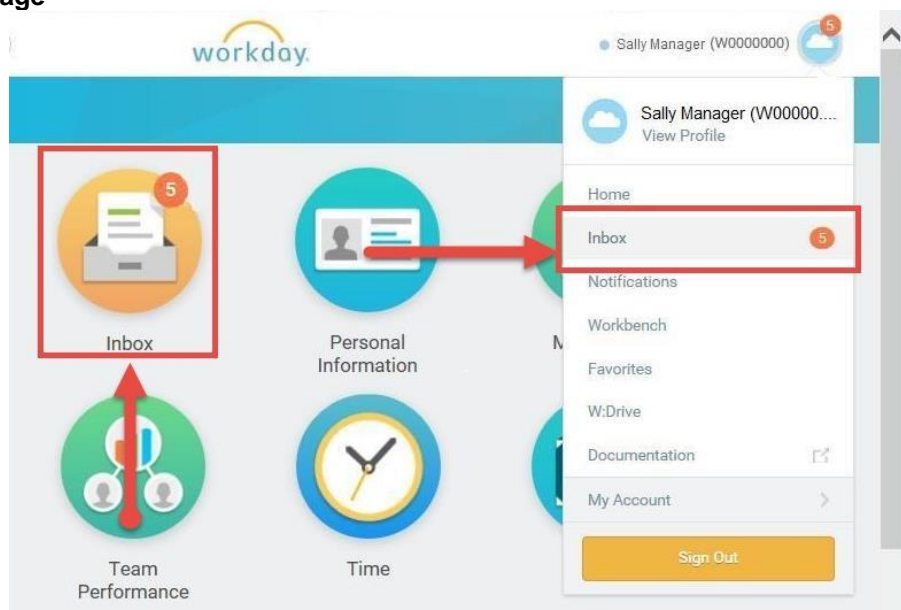 age
workday.
Sally Manager (W0000000)
5
Sally Manager (W00000....
View Profile
5
Home
Inbox
5
Notifications
Inbox
Personal
Information
M
Workbench
Favorites
W:Drive
Documentation
My Account
Sign Out
Team
Performance
Time